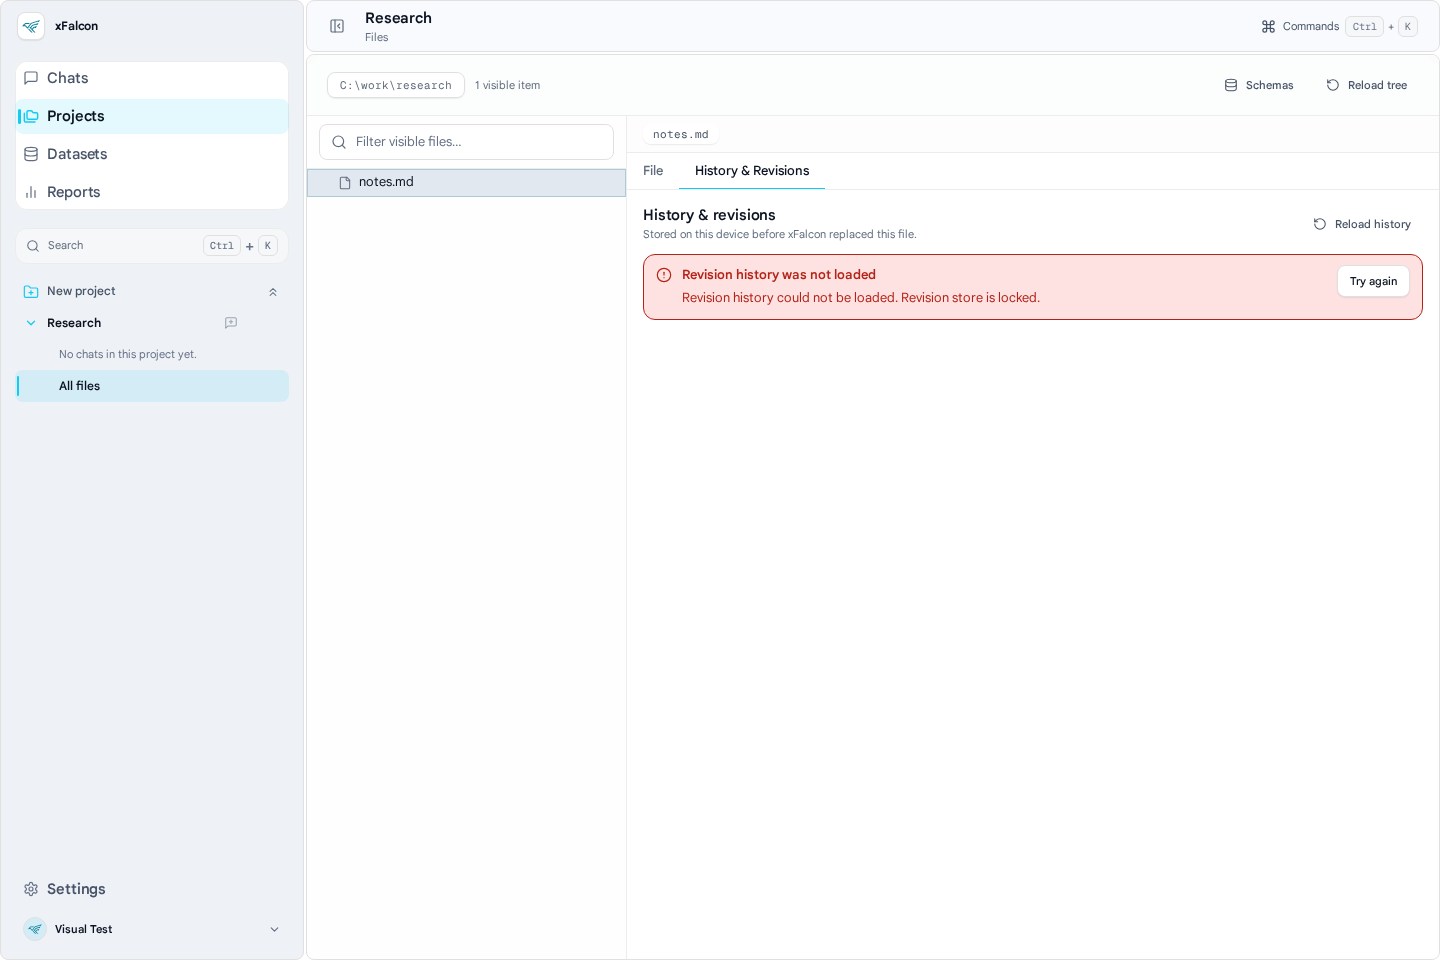 xFalcon
Chats
Projects
Datasets
Reports
Search Ctrl + K
New project
Research
No chats in this project yet.
All files
Settings
Visual Test
Research
Files
Commands Ctrl + K
C:\work\research 1 visible item
Schemas Reload tree
Filter visible files...
notes.md
notes.md
File History & Revisions
History & revisions
Stored on this device before xFalcon replaced this file.
Reload history
Revision history was not loaded
Revision history could not be loaded. Revision store is locked.
Try again